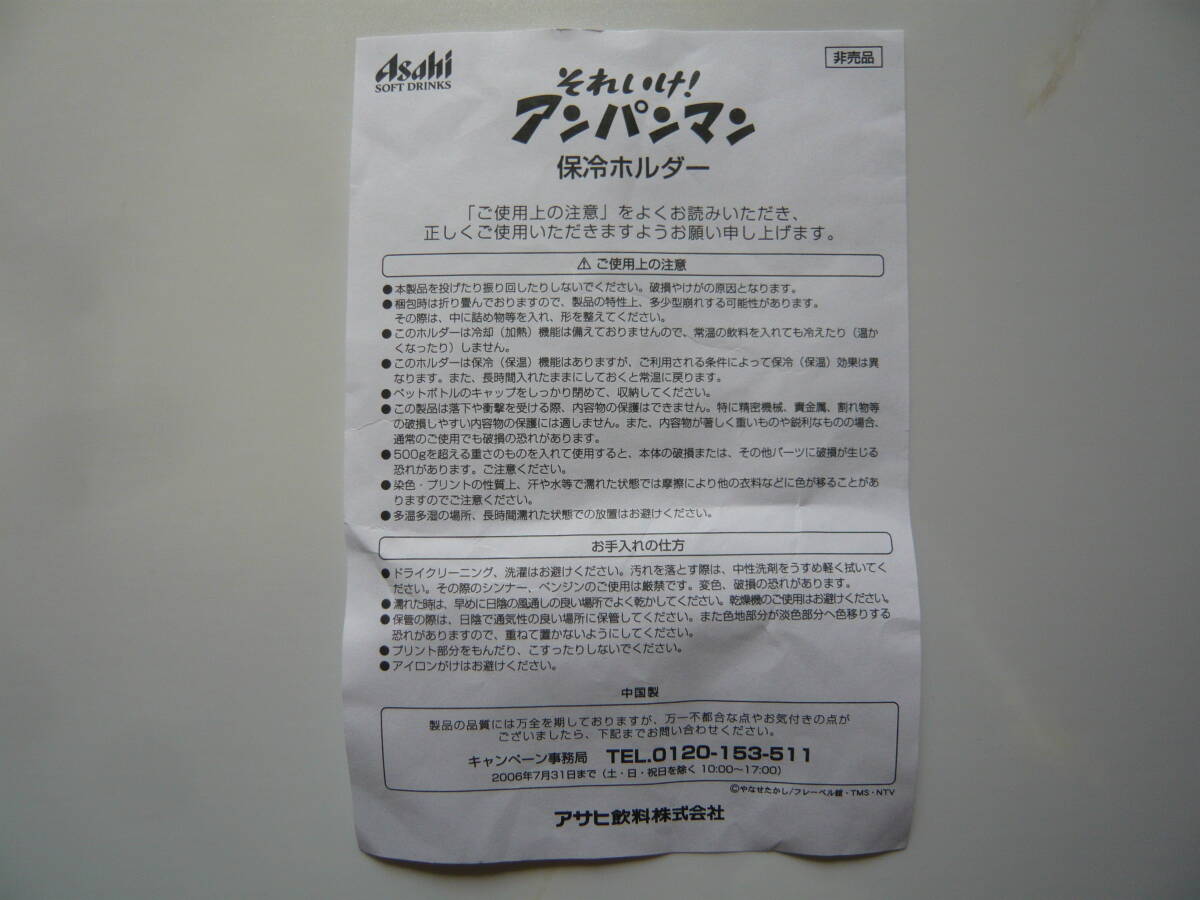 Asahi
SOFT DRINKS
非売品
それいけ!
アンパンマン
保冷ホルダー
「ご使用上の注意」をよくお読みいただき、
正しくご使用いただきますようお願い申し上げます。
⚠ ご使用上の注意
●本製品を投げたり振り回したりしないでください。破損やけがの原因となります。
●梱包時は折り畳んでおりますので、製品の特性上、多少型崩れする可能性があります。
その際は、中に詰め物等を入れ、形を整えてください。
●このホルダーは冷却（加熱）機能は備えておりませんので、常温の飲料を入れても冷えたり（温か
くなったり）しません。
●このホルダーは保冷（保温）機能はありますが、ご利用される条件によって保冷（保温）効果は異
なります。また、長時間入れたままにしておくと常温に戻ります。
●ペットボトルのキャップをしっかり閉めて、収納してください。
●この製品は落下や衝撃を受ける際、内容物の保護はできません。特に精密機械、貴金属、割れ物等
の破損しやすい内容物の保護には適しません。また、内容物が著しく重いものや鋭利なものの場合、
通常のご使用でも破損の恐れがあります。
●500gを超える重さのものを入れて使用すると、本体の破損または、その他パーツに破損が生じる
恐れがあります。ご注意ください。
●染色・プリントの性質上、汗や水等で濡れた状態では摩擦により他の衣料などに色が移ることがあ
りますのでご注意ください。
●多温多湿の場所、長時間濡れた状態での放置はお避けください。
お手入れの仕方
●ドライクリーニング、洗濯はお避けください。汚れを落とす際は、中性洗剤をうすめ軽く拭いてく
ださい。その際のシンナー、ベンジンのご使用は厳禁です。変色、破損の恐れがあります。
●濡れた時は、早めに日陰の風通しの良い場所でよく乾かしてください。乾燥機のご使用はお避けください。
●保管の際は、日陰で通気性の良い場所に保管してください。また色地部分が淡色部分へ色移りする
恐れがありますので、重ねて置かないようにしてください。
●プリント部分をもんだり、こすったりしないでください。
●アイロンがけはお避けください。
中国製
製品の品質には万全を期しておりますが、万一不都合な点やお気付きの点が
ございましたら、下記までお問い合わせください。
キャンペーン事務局 TEL.0120-153-511
2006年7月31日まで（土・日・祝日を除く 10:00〜17:00）
©やなせたかし/フレーベル館・TMS・NTV
アサヒ飲料株式会社